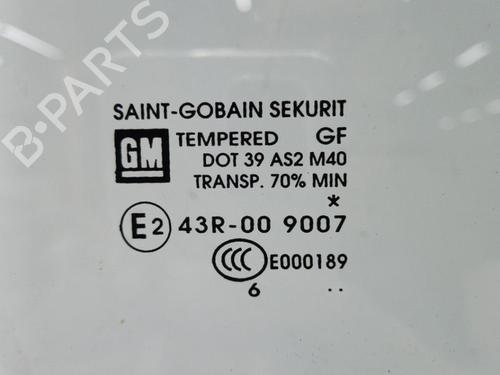 B-PARTS
SAINT-GOBAIN SEKURIT
GM TEMPERED GF
DOT 39 AS2 M40
TRANSP. 70% MIN
*
E2 43R-00 9007
CCC E000189
6 ..